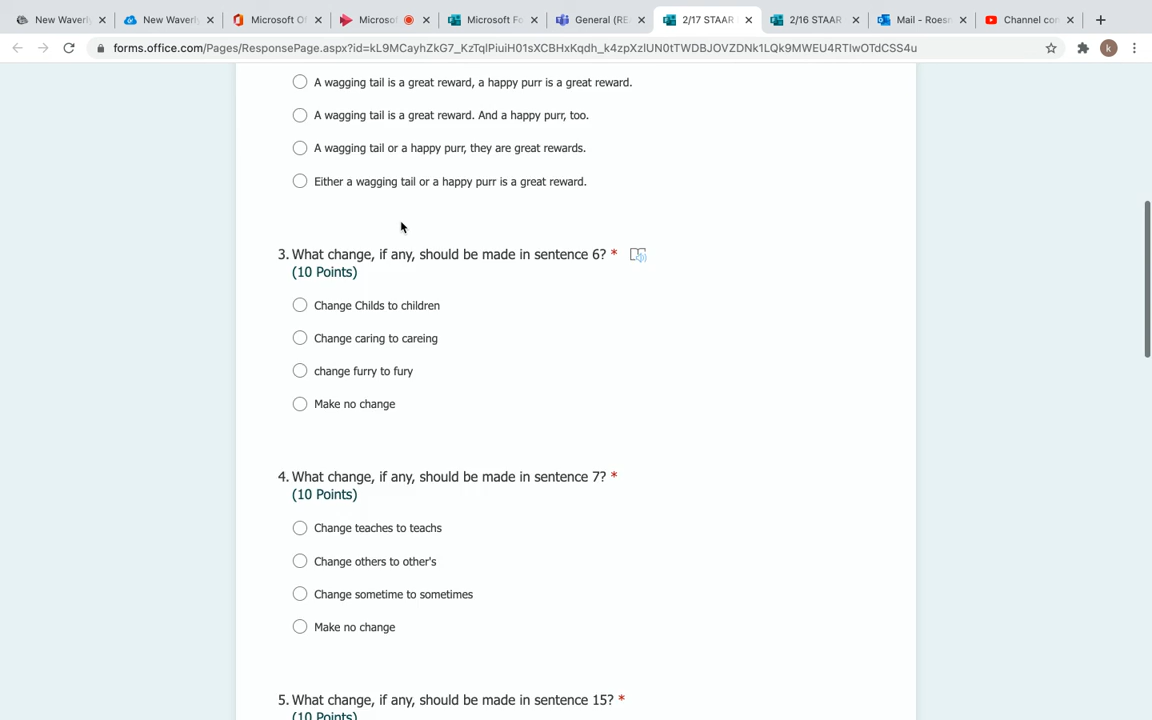 New Waverly
New Waverly
Microsoft Of
Microsof
Microsoft Fo
General (RE
2/17 STAAR
2/16 STAAR
Mail - Roesn
Channel con
forms.office.com/Pages/ResponsePage.aspx?id=kL9MCayhZkG7_KzTqlPiuiH01sXCBHxKqdh_k4zpXzlUN0tTWDBJOVZDNk1LQk9MWEU4RTIwOTdCSS4u
k
A wagging tail is a great reward, a happy purr is a great reward.
A wagging tail is a great reward. And a happy purr, too.
A wagging tail or a happy purr, they are great rewards.
Either a wagging tail or a happy purr is a great reward.
3. What change, if any, should be made in sentence 6? *
(10 Points)
Change Childs to children
Change caring to careing
change furry to fury
Make no change
4. What change, if any, should be made in sentence 7? *
(10 Points)
Change teaches to teachs
Change others to other's
Change sometime to sometimes
Make no change
5. What change, if any, should be made in sentence 15? *
(10 Points)